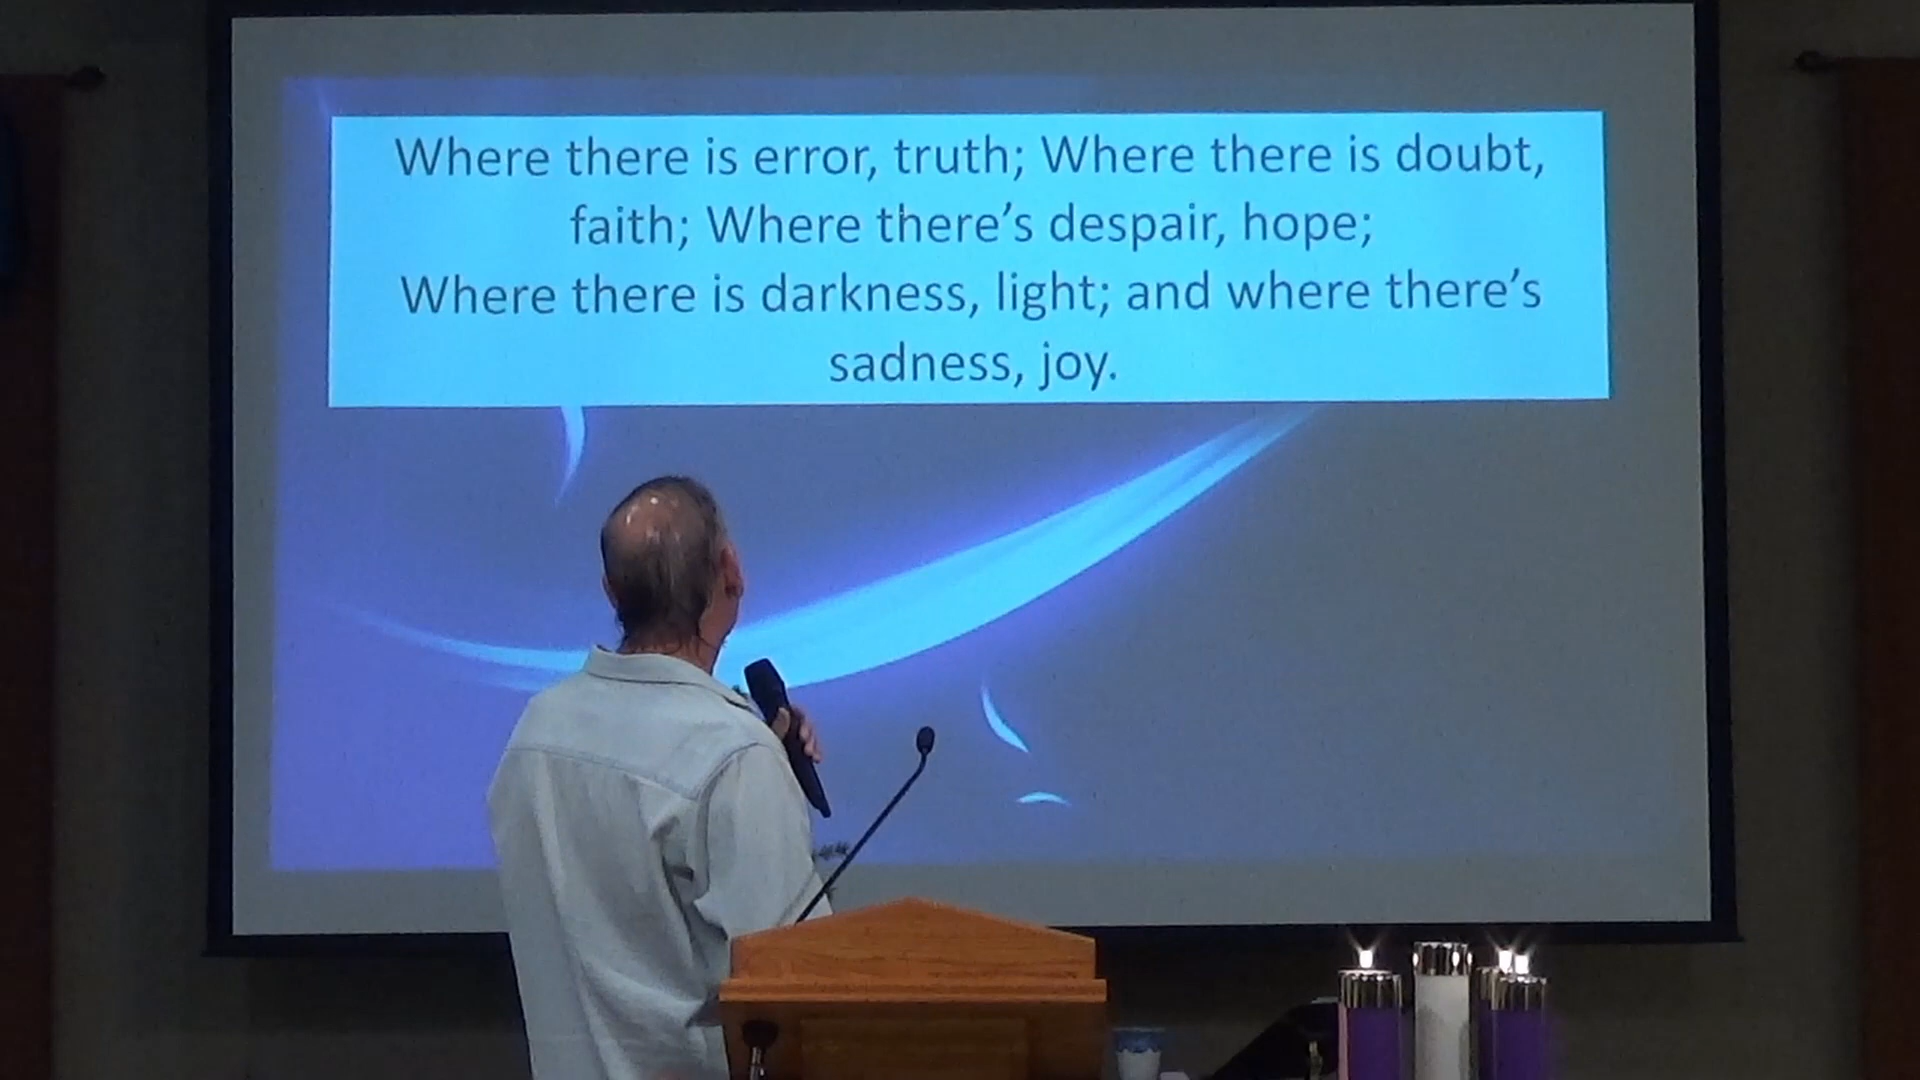 Where there is error, truth; Where there is doubt,
faith; Where there’s despair, hope;
Where there is darkness, light; and where there’s
sadness, joy.